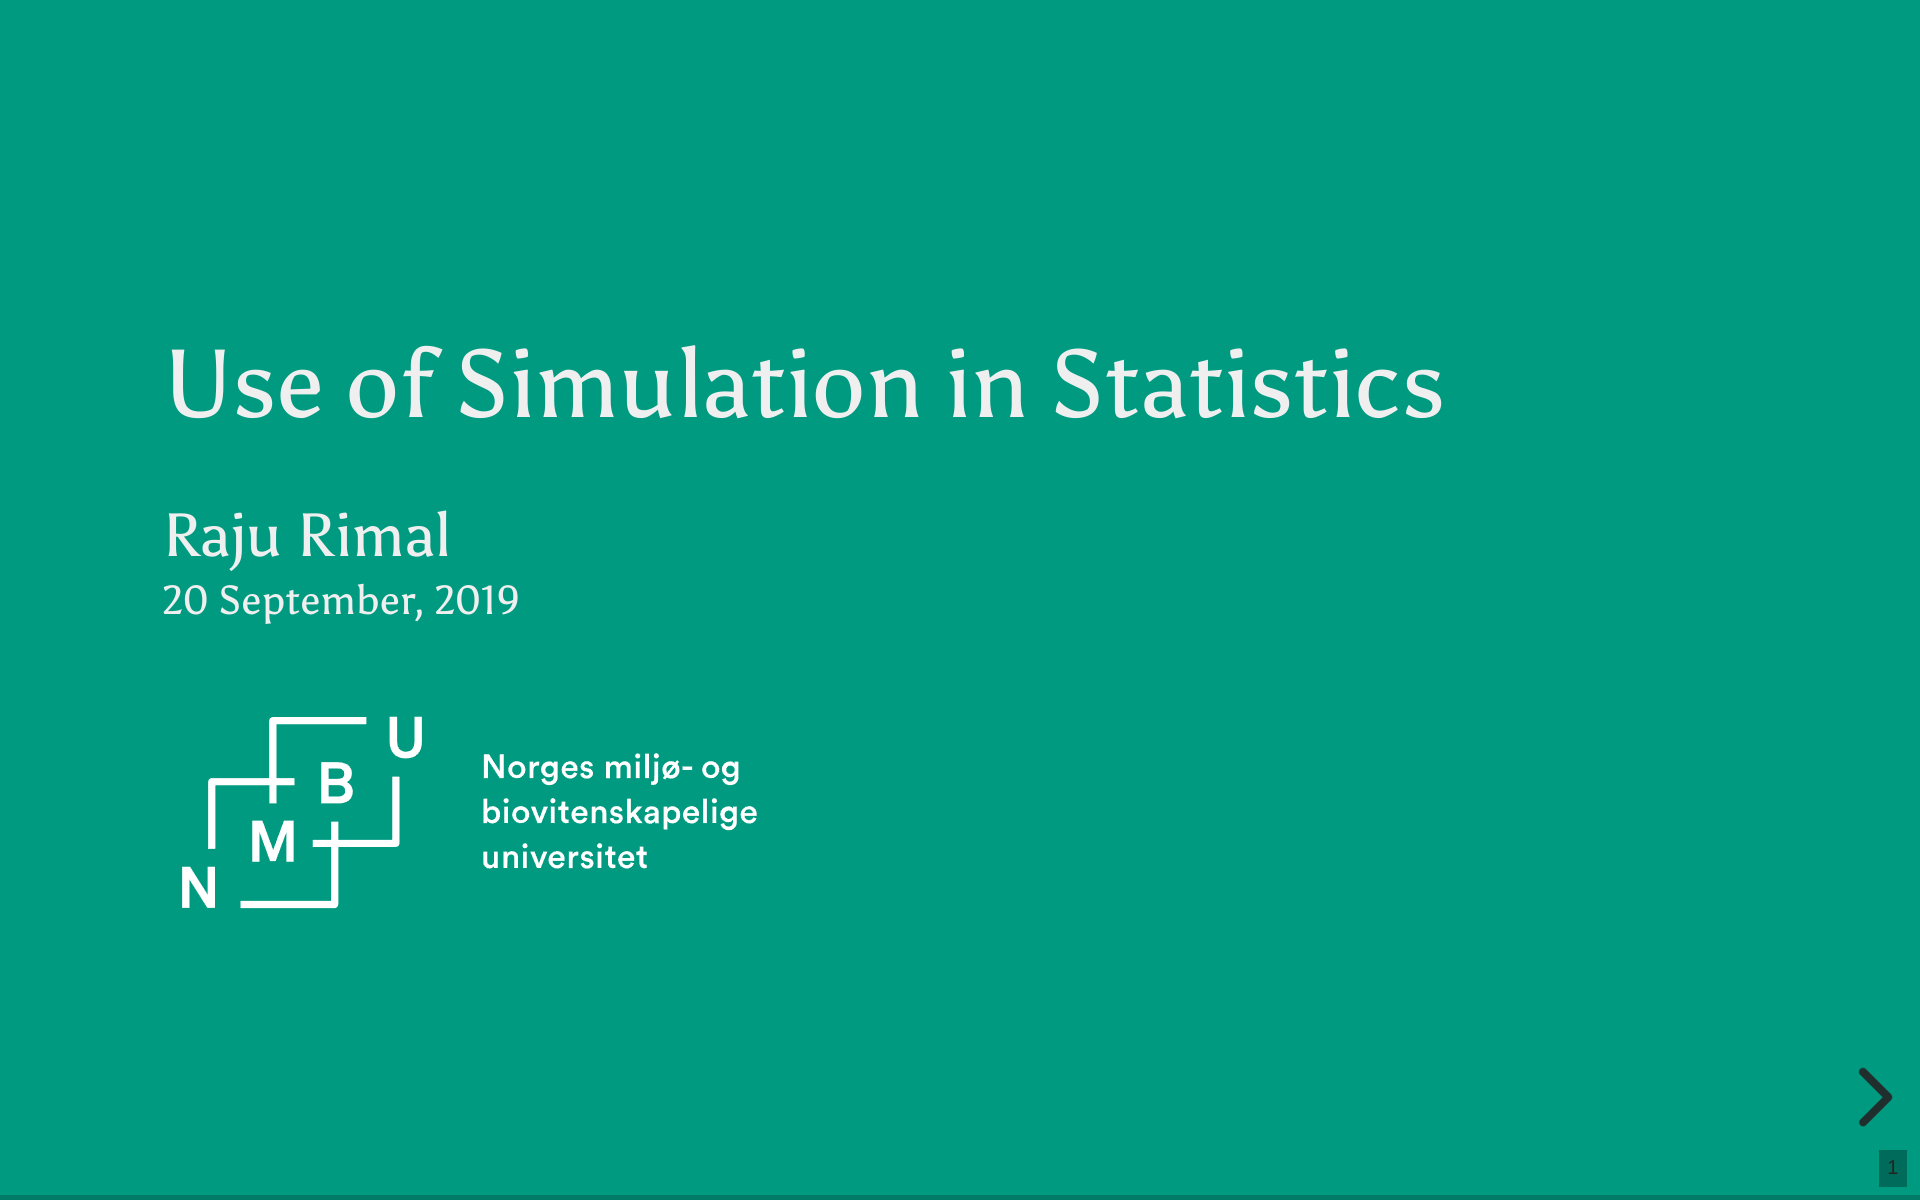 Use of Simulation in Statistics
Raju Rimal
20 September, 2019
U
B
M
N
Norges miljø- og
biovitenskapelige
universitet
1